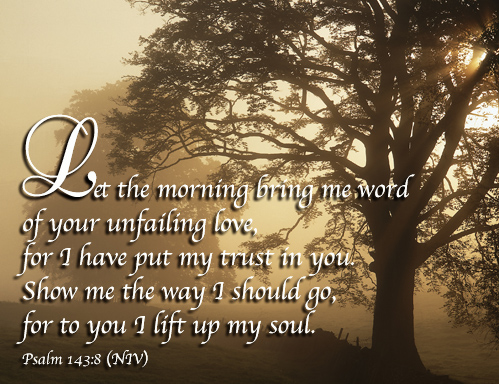 Let the morning bring me word
of your unfailing love,
for I have put my trust in you.
Show me the way I should go,
for to you I lift up my soul.
Psalm 143:8 (NIV)